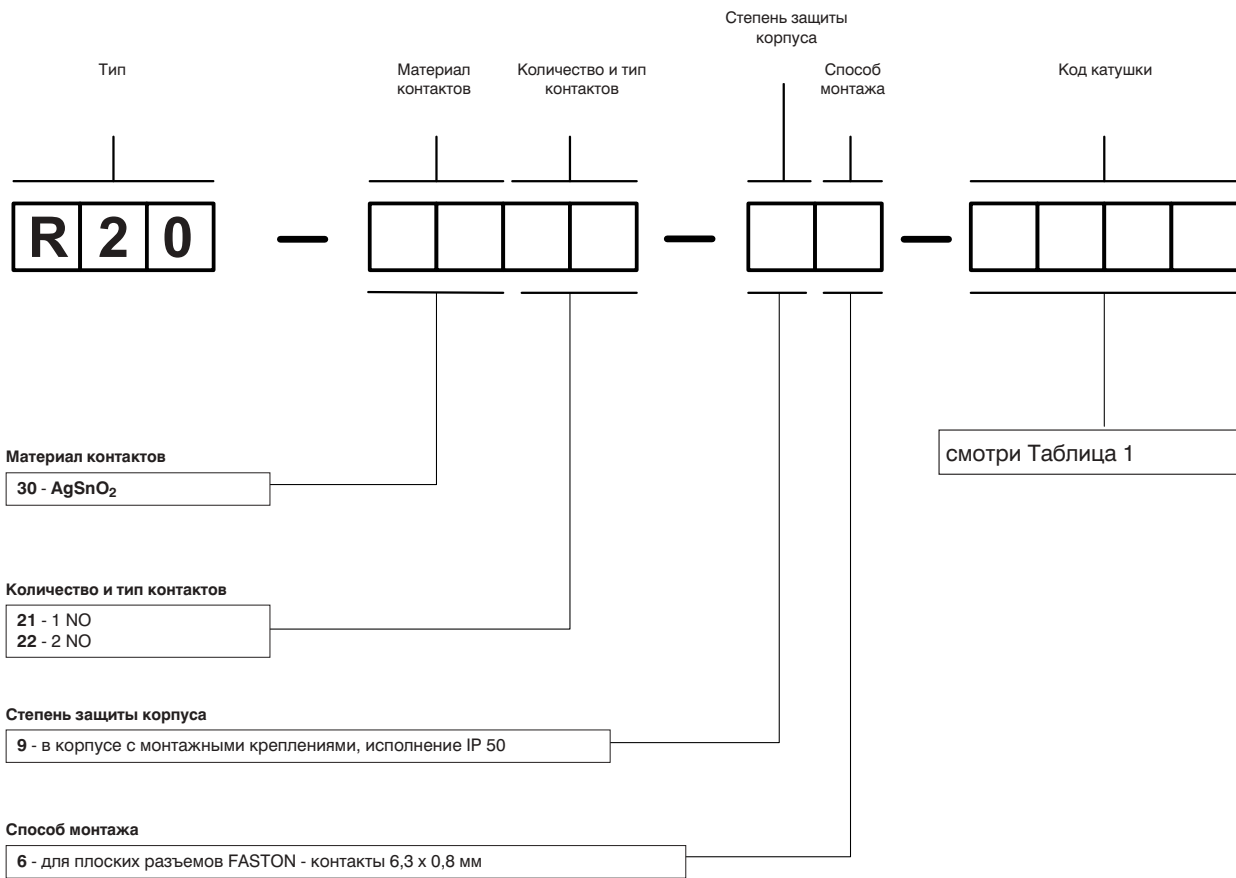 Степень защиты
корпуса
Тип
Материал
контактов
Количество и тип
контактов
Способ
монтажа
Код катушки
R20 — —  —
Материал контактов
30 - AgSnO2
смотри Таблица 1
Количество и тип контактов
21 - 1 NO
22 - 2 NO
Степень защиты корпуса
9 - в корпусе с монтажными креплениями, исполнение IP 50
Способ монтажа
6 - для плоских разъемов FASTON - контакты 6,3 x 0,8 мм